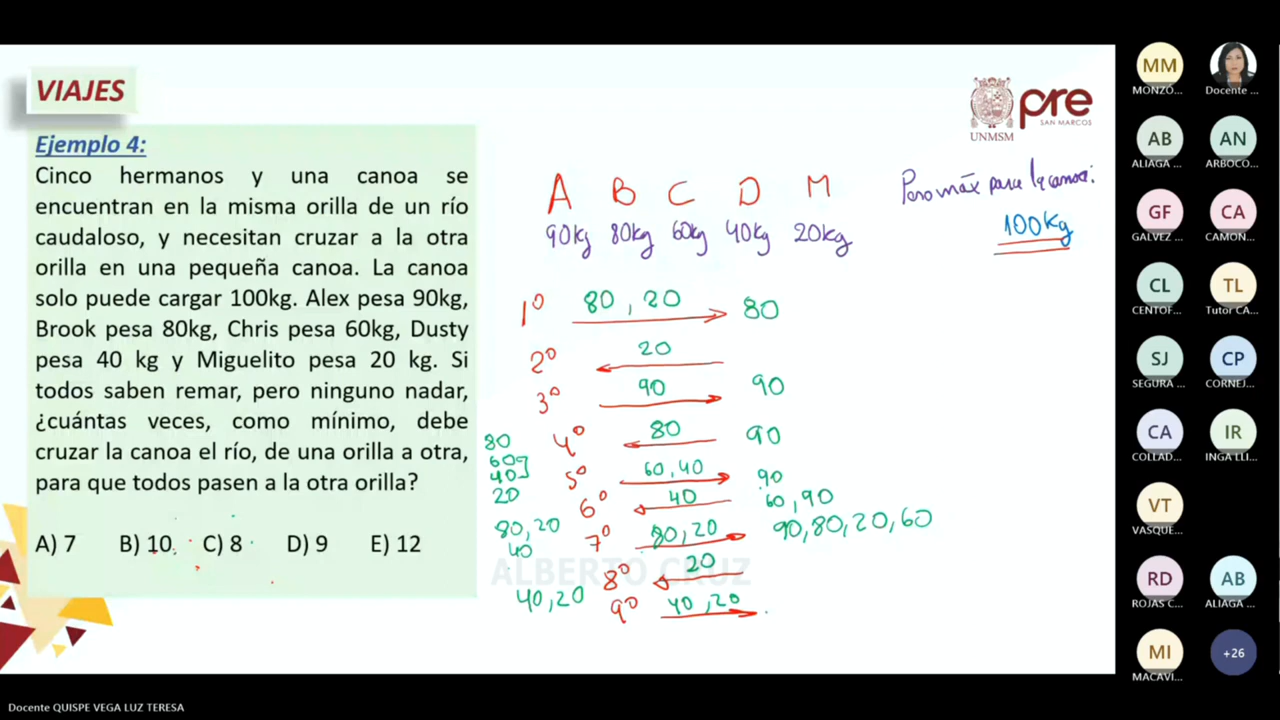 VIAJES
UNMSM
pre
SAN MARCOS
Ejemplo 4:
Cinco hermanos y una canoa se
encuentran en la misma orilla de un río
caudaloso, y necesitan cruzar a la otra
orilla en una pequeña canoa. La canoa
solo puede cargar 100kg. Alex pesa 90kg,
Brook pesa 80kg, Chris pesa 60kg, Dusty
pesa 40 kg y Miguelito pesa 20 kg. Si
todos saben remar, pero ninguno nadar,
¿cuántas veces, como mínimo, debe
cruzar la canoa el río, de una orilla a otra,
para que todos pasen a la otra orilla?
A) 7 B) 10 C) 8 D) 9 E) 12
A B C D M
90kg 80kg 60kg 40kg 20kg
Peso máx para la canoa:
100kg
1° 80, 20 80
2° 20
3° 90 90
80 4° 80 90
60
40 5° 60,40 90
20 6° 40 60, 90
80,20 7° 80,20 90,80,20,60
40
ALBERTO CRUZ
8° 20
40,20 9° 40,20
MM
MONZÓ...
Docente ...
AB
ALIAGA ...
AN
ARBOCO...
GF
GALVEZ ...
CA
CAMON...
CL
CENTOF...
TL
Tutor CA...
SJ
SEGURA ...
CP
CORNEJ...
CA
COLLAD...
IR
INGA LLI...
VT
VASQUE...
RD
ROJAS C...
AB
ALIAGA ...
MI
MACAVI...
+26
Docente QUISPE VEGA LUZ TERESA